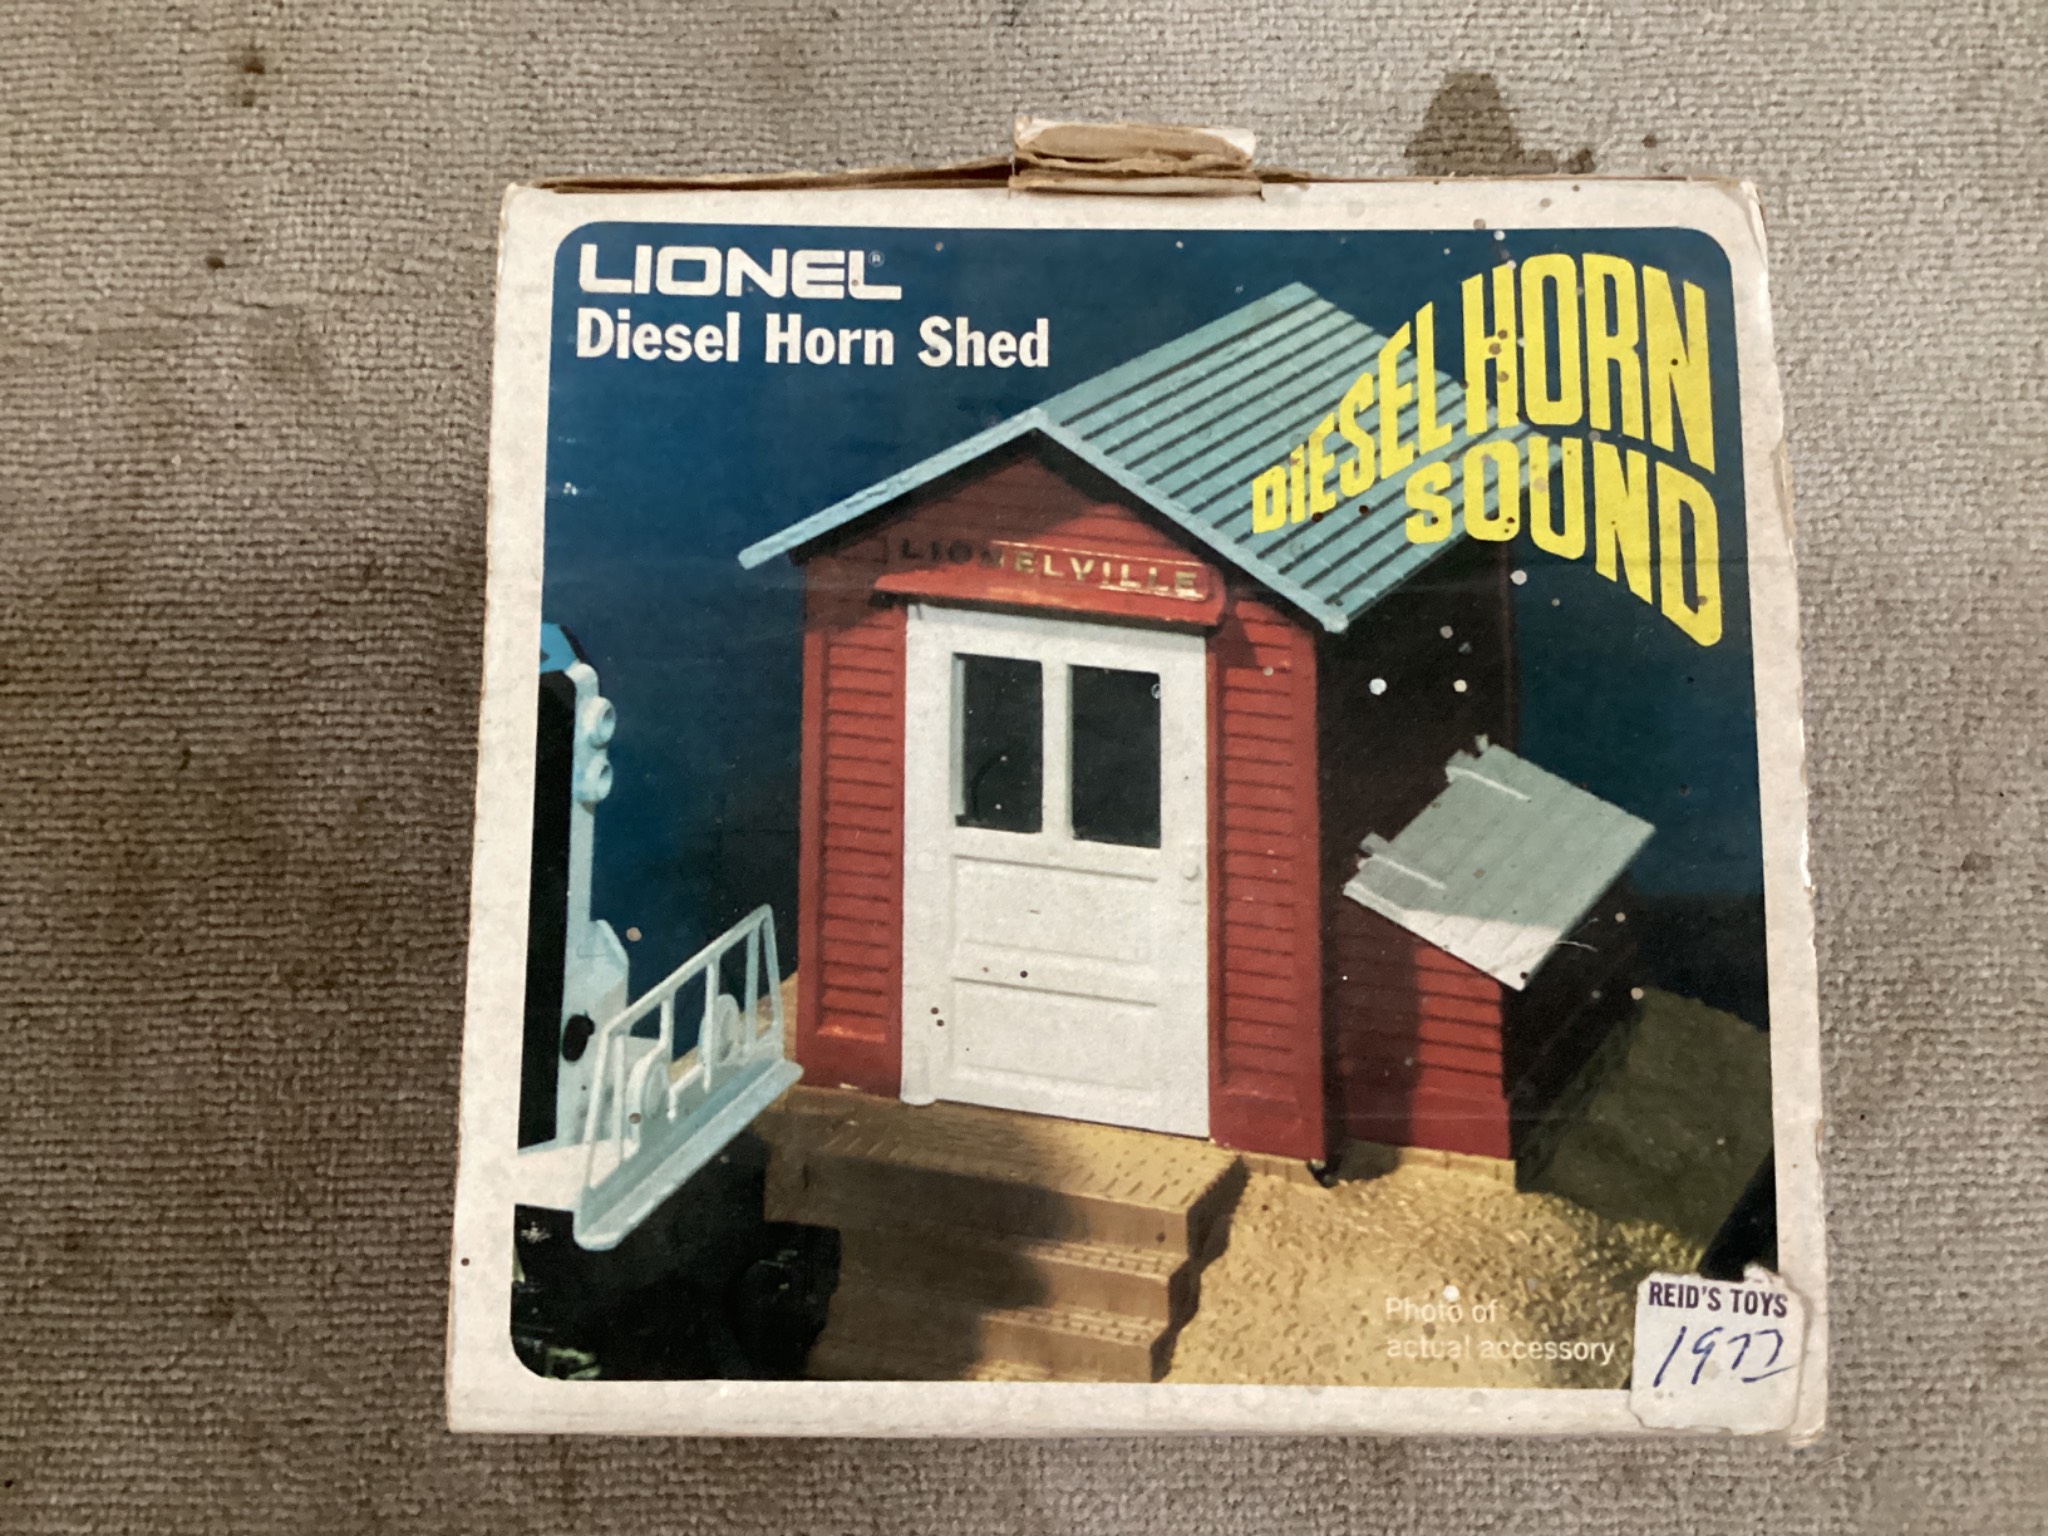 LIONEL®
Diesel Horn Shed
DIESEL HORN
SOUND
LIONELVILLE
Photo of
actual accessory
REID'S TOYS
1977